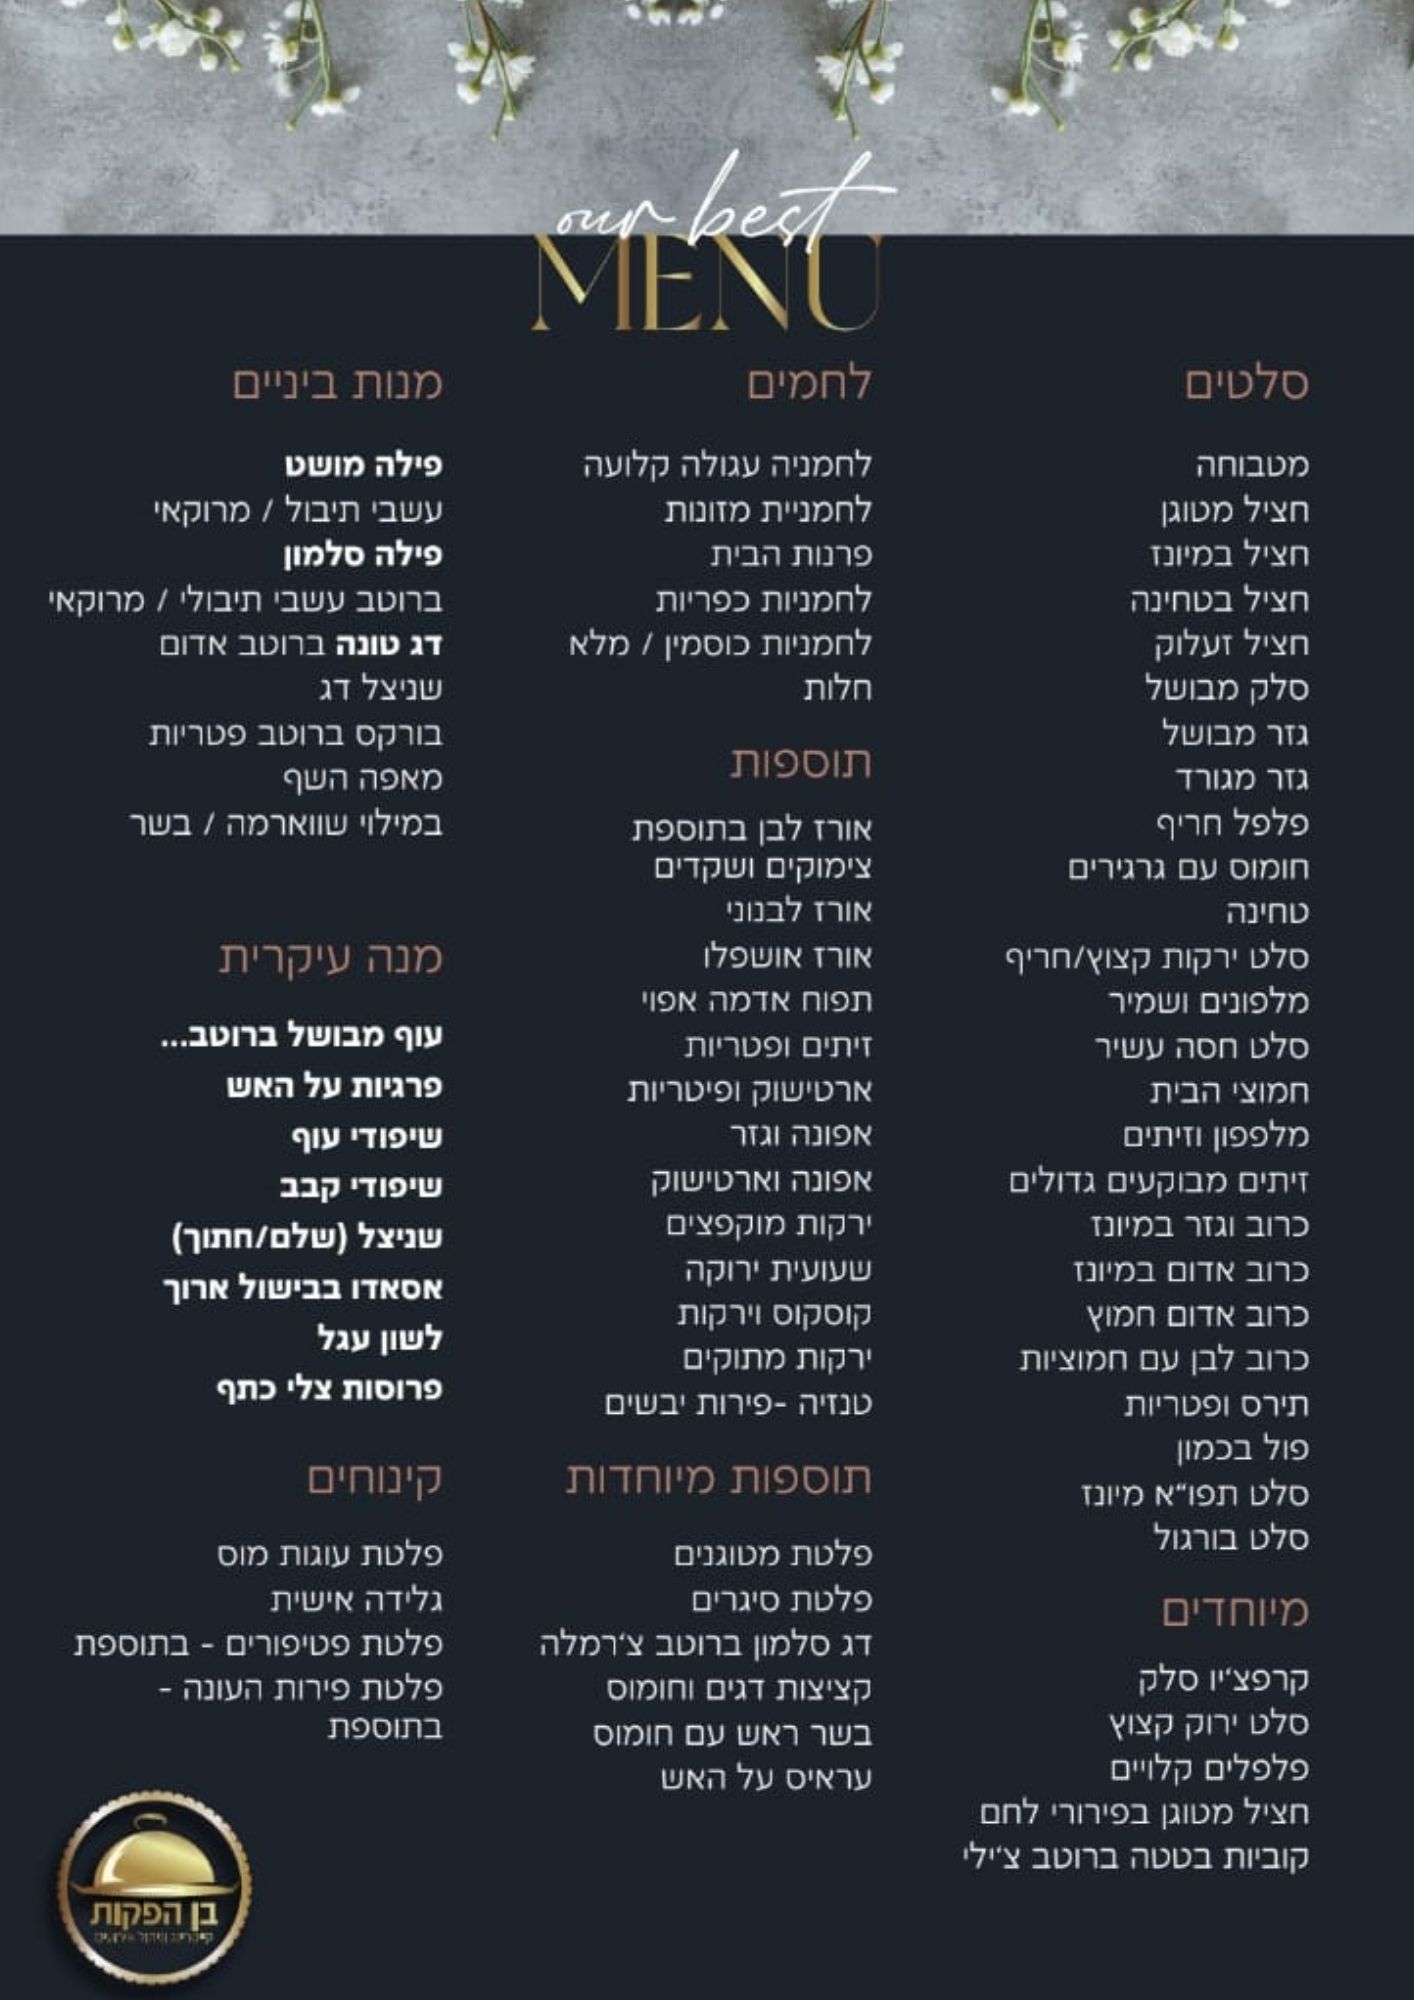 our best
MENU
סלטים
מטבוחה
חציל מטוגן
חציל במיונז
חציל בטחינה
חציל זעלוק
סלק מבושל
גזר מבושל
גזר מגורד
פלפל חריף
חומוס עם גרגירים
טחינה
סלט ירקות קצוץ/חריף
מלפונים ושמיר
סלט חסה עשיר
חמוצי הבית
מלפפון וזיתים
זיתים מבוקעים גדולים
כרוב וגזר במיונז
כרוב אדום במיונז
כרוב אדום חמוץ
כרוב לבן עם חמוציות
תירס ופטריות
פול בכמון
סלט תפו״א מיונז
סלט בורגול
מיוחדים
קרפצ׳יו סלק
סלט ירוק קצוץ
פלפלים קלויים
חציל מטוגן בפירורי לחם
קוביות בטטה ברוטב צ׳ילי
לחמים
לחמניה עגולה קלועה
לחמניית מזונות
פרנות הבית
לחמניות כפריות
לחמניות כוסמין / מלא
חלות
תוספות
אורז לבן בתוספת
צימוקים ושקדים
אורז לבנוני
אורז אושפלו
תפוח אדמה אפוי
זיתים ופטריות
ארטישוק ופיטריות
אפונה וגזר
אפונה וארטישוק
ירקות מוקפצים
שעועית ירוקה
קוסקוס וירקות
ירקות מתוקים
טנזיה -פירות יבשים
תוספות מיוחדות
פלטת מטוגנים
פלטת סיגרים
דג סלמון ברוטב צ׳רמלה
קציצות דגים וחומוס
בשר ראש עם חומוס
עראיס על האש
מנות ביניים
פילה מושט
עשבי תיבול / מרוקאי
פילה סלמון
ברוטב עשבי תיבולי / מרוקאי
דג טונה ברוטב אדום
שניצל דג
בורקס ברוטב פטריות
מאפה השף
במילוי שווארמה / בשר
מנה עיקרית
עוף מבושל ברוטב...
פרגיות על האש
שיפודי עוף
שיפודי קבב
שניצל (שלם/חתוך)
אסאדו בבישול ארוך
לשון עגל
פרוסות צלי כתף
קינוחים
פלטת עוגות מוס
גלידה אישית
פלטת פטיפורים - בתוספת
פלטת פירות העונה -
בתוספת
בן הפקות
קייטרינג וניהול אירועים